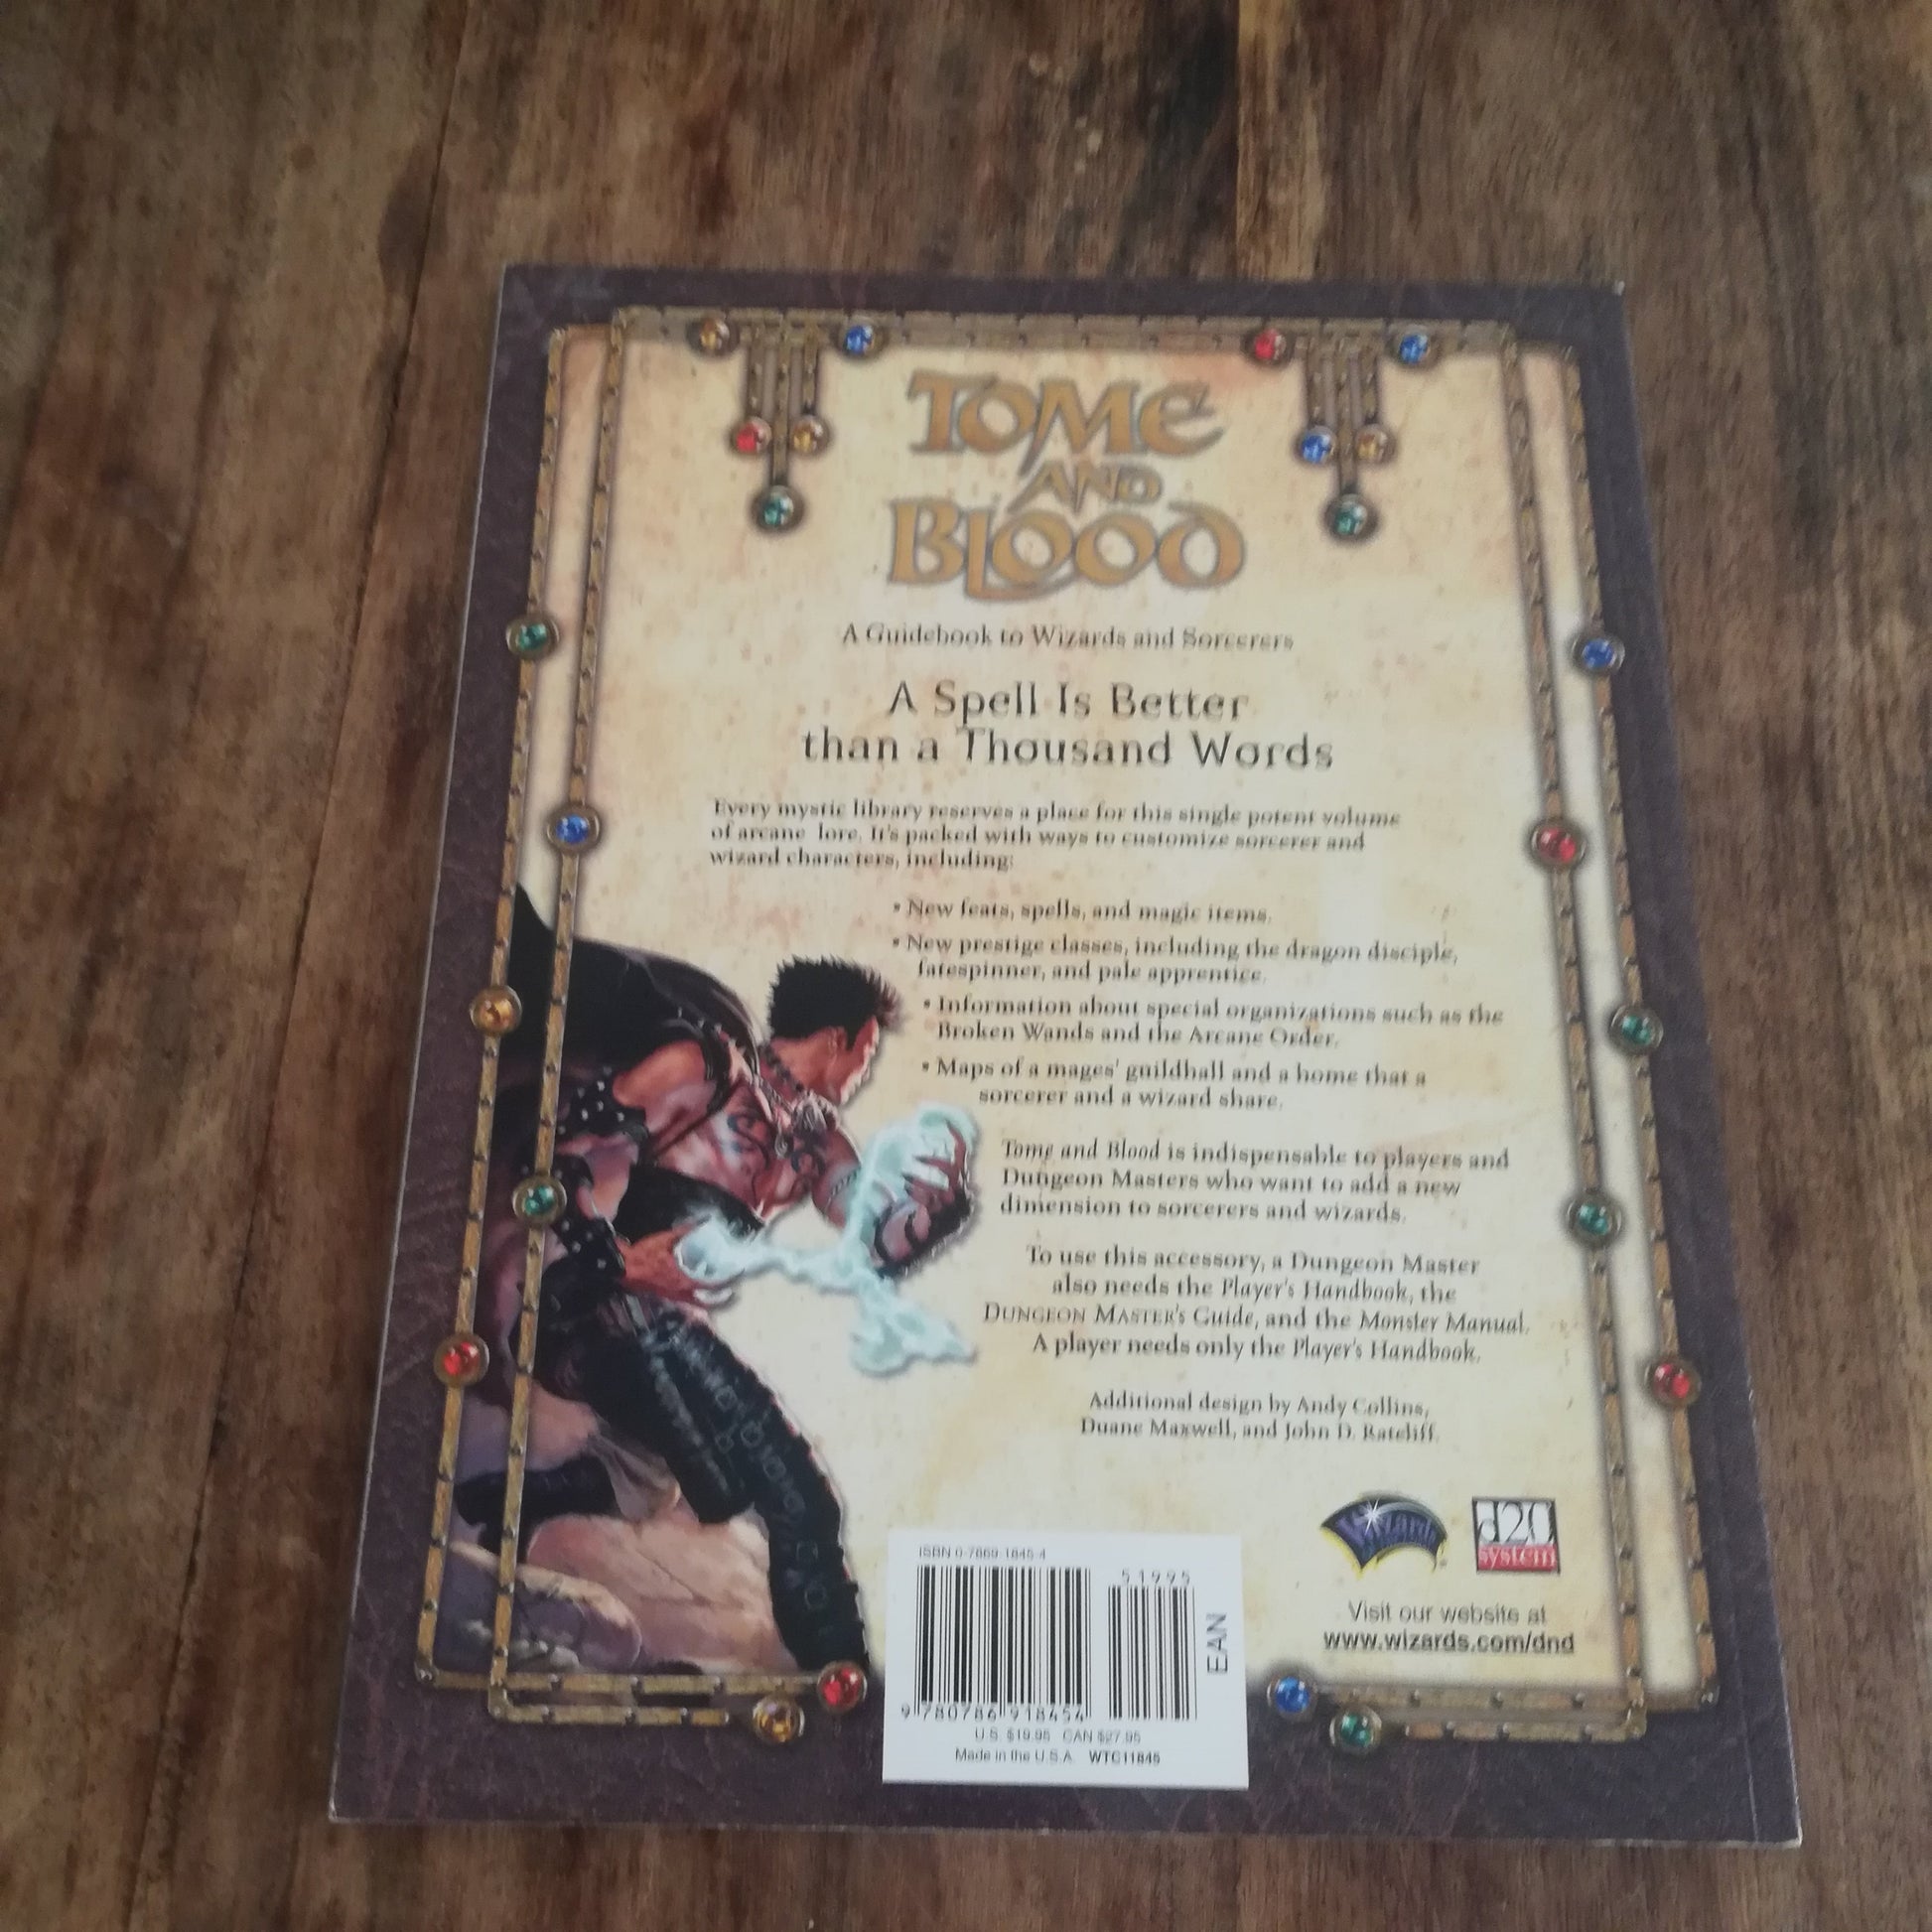 TOME
AND
BLOOD
A Guidebook to Wizards and Sorcerers
A Spell Is Better
than a Thousand Words
Every mystic library reserves a place for this single potent volume
of arcane lore. It's packed with ways to customize sorcerer and
wizard characters, including:
• New feats, spells, and magic items.
• New prestige classes, including the dragon disciple,
fatespinner, and pale apprentice.
• Information about special organizations such as the
Broken Wands and the Arcane Order.
• Maps of a mages' guildhall and a home that a
sorcerer and a wizard share.
Tome and Blood is indispensable to players and
Dungeon Masters who want to add a new
dimension to sorcerers and wizards.
To use this accessory, a Dungeon Master
also needs the Player's Handbook, the
DUNGEON MASTER's Guide, and the Monster Manual.
A player needs only the Player's Handbook.
Additional design by Andy Collins,
Duane Maxwell, and John D. Rateliff.
Wizards
d20
system
ISBN 0-7869-1845-4
51995
EAN
9 780786 918454
U.S. $19.95 CAN $27.95
Made in the U.S.A. WTC11845
Visit our website at
www.wizards.com/dnd